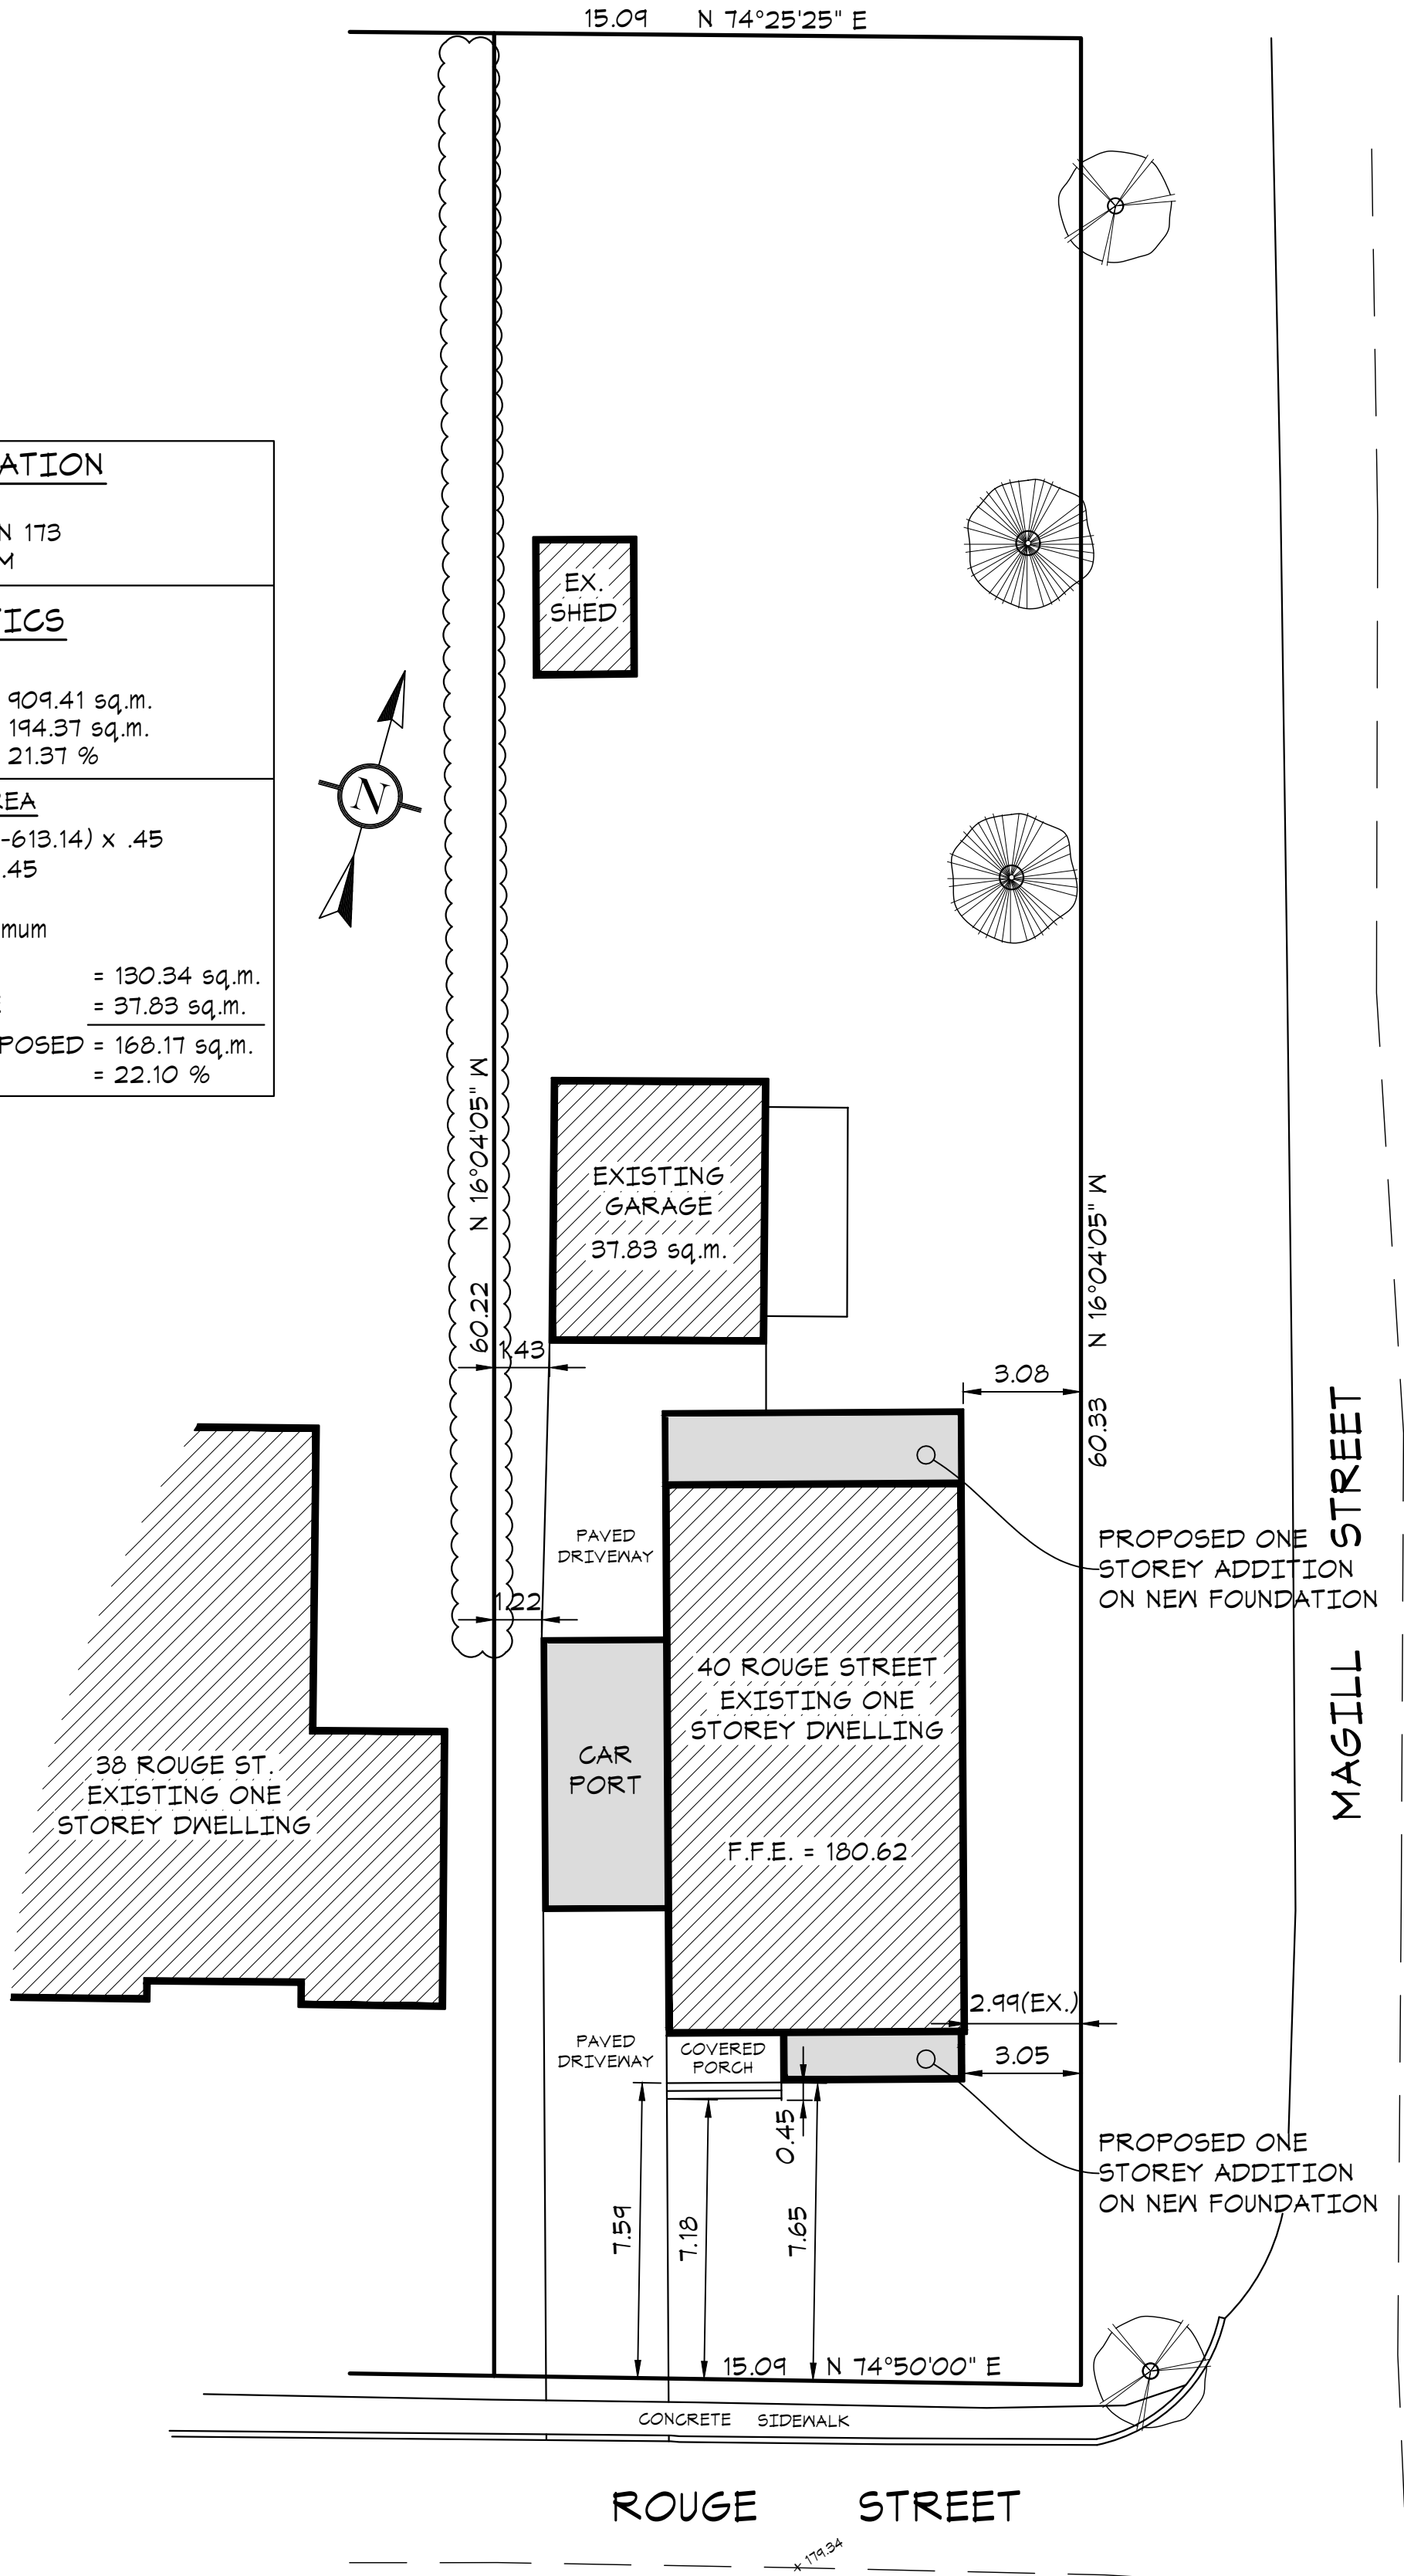 15.09 N 74°25'25" E
ATION
N 173
M
TICS
909.41 sq.m.
194.37 sq.m.
21.37 %
REA
-613.14) x .45
.45
mum
= 130.34 sq.m.
= 37.83 sq.m.
POSED = 168.17 sq.m.
= 22.10 %
EX.
SHED
N
60.22 N 16°04'05" W
EXISTING
GARAGE
37.83 sq.m.
60.33 N 16°04'05" W
1.43
3.08
PAVED
DRIVEWAY
PROPOSED ONE
STOREY ADDITION
ON NEW FOUNDATION
MAGILL STREET
1.22
40 ROUGE STREET
EXISTING ONE
STOREY DWELLING
F.F.E. = 180.62
CAR
PORT
38 ROUGE ST.
EXISTING ONE
STOREY DWELLING
2.99(EX.)
PAVED
DRIVEWAY
COVERED
PORCH
3.05
0.45
PROPOSED ONE
STOREY ADDITION
ON NEW FOUNDATION
7.59
7.18
7.65
15.09 N 74°50'00" E
CONCRETE SIDEWALK
ROUGE STREET
x 179.34